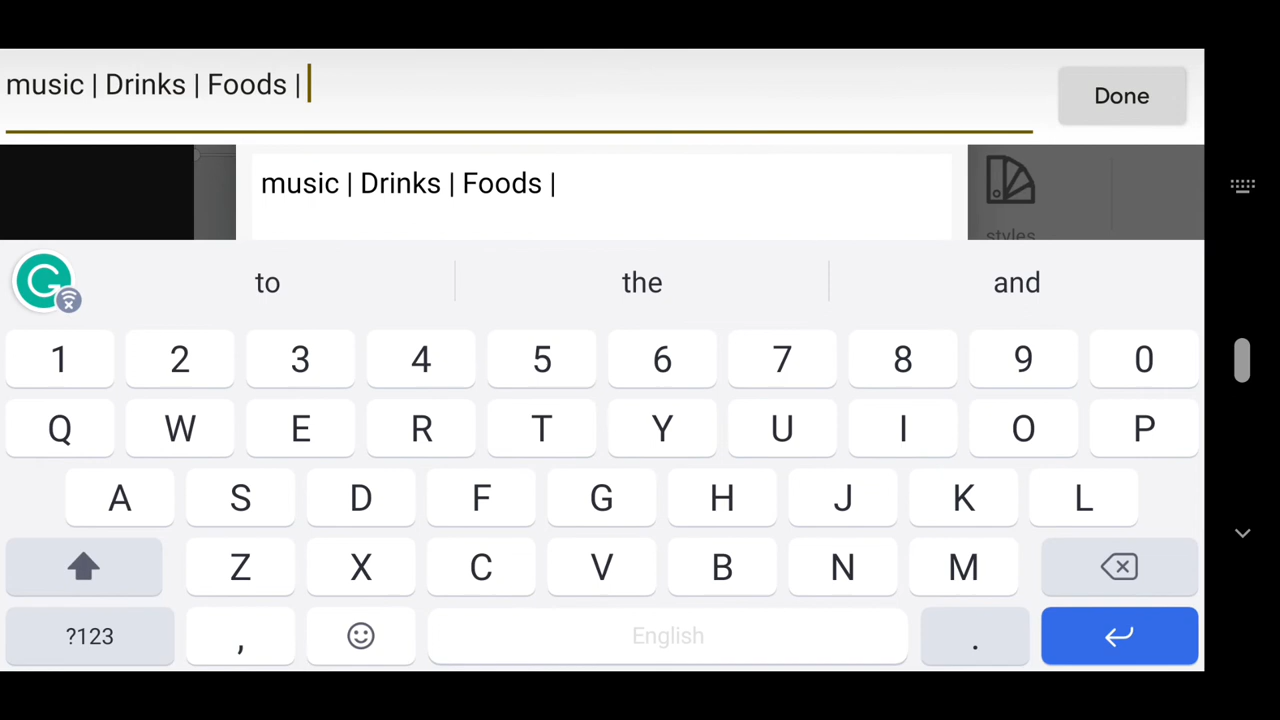 music | Drinks | Foods |
Done
music | Drinks | Foods |
styles
to the and
1 2 3 4 5 6 7 8 9 0
Q W E R T Y U I O P
A S D F G H J K L
Z X C V B N M
?123 , English .